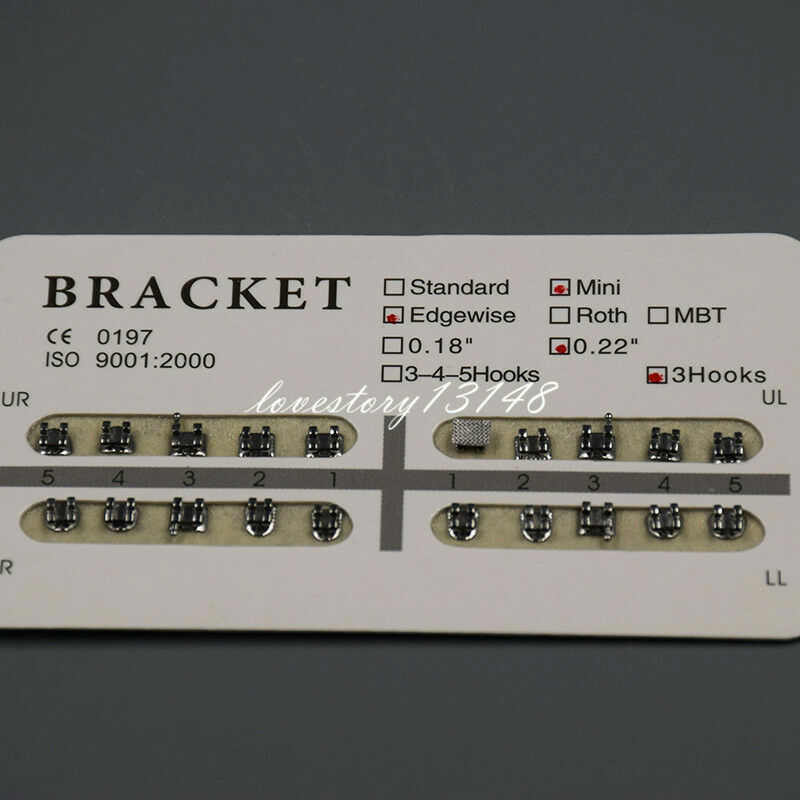 BRACKET
CE 0197
ISO 9001:2000
Standard Mini
Edgewise Roth MBT
0.18" 0.22"
3-4-5Hooks 3Hooks
lovestory13148
UR UL
5 4 3 2 1 1 2 3 4 5
R LL